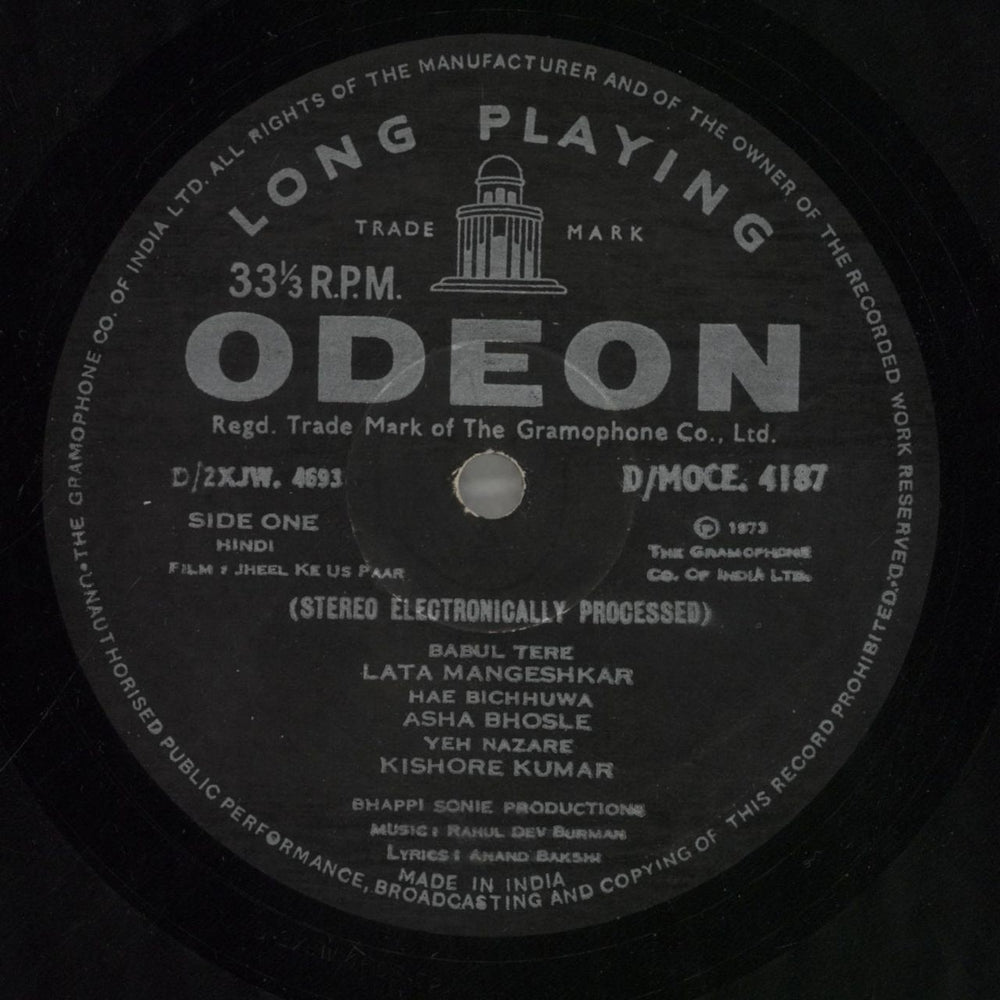 THE GRAMOPHONE CO. OF INDIA LTD. ALL RIGHTS OF THE MANUFACTURER AND OF THE OWNER OF THE RECORDED WORK RESERVED
UNAUTHORISED PUBLIC PERFORMANCE, BROADCASTING AND COPYING OF THIS RECORD PROHIBITED
LONG PLAYING
TRADE MARK
33⅓ R.P.M.
ODEON
Regd. Trade Mark of The Gramophone Co., Ltd.
D/2XJW. 4693
D/MOCE. 4187
SIDE ONE
HINDI
FILM : JHEEL KE US PAAR
Ⓟ 1973
THE GRAMOPHONE
CO. OF INDIA LTD.
(STEREO ELECTRONICALLY PROCESSED)
BABUL TERE
LATA MANGESHKAR
HAE BICHHUWA
ASHA BHOSLE
YEH NAZARE
KISHORE KUMAR
BHAPPI SONIE PRODUCTIONS
MUSIC : RAHUL DEV BURMAN
LYRICS : ANAND BAKSHI
MADE IN INDIA